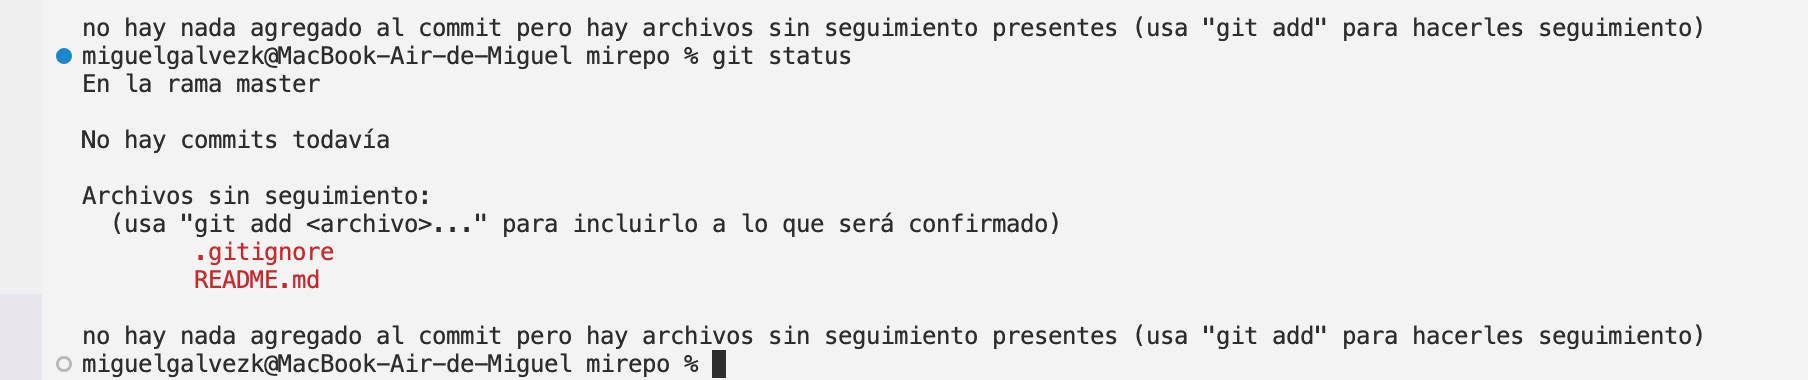 no hay nada agregado al commit pero hay archivos sin seguimiento presentes (usa "git add" para hacerles seguimiento)
miguelgalvezk@MacBook-Air-de-Miguel mirepo % git status
En la rama master
No hay commits todavía
Archivos sin seguimiento:
(usa "git add <archivo>..." para incluirlo a lo que será confirmado)
.gitignore
README.md
no hay nada agregado al commit pero hay archivos sin seguimiento presentes (usa "git add" para hacerles seguimiento)
miguelgalvezk@MacBook-Air-de-Miguel mirepo %